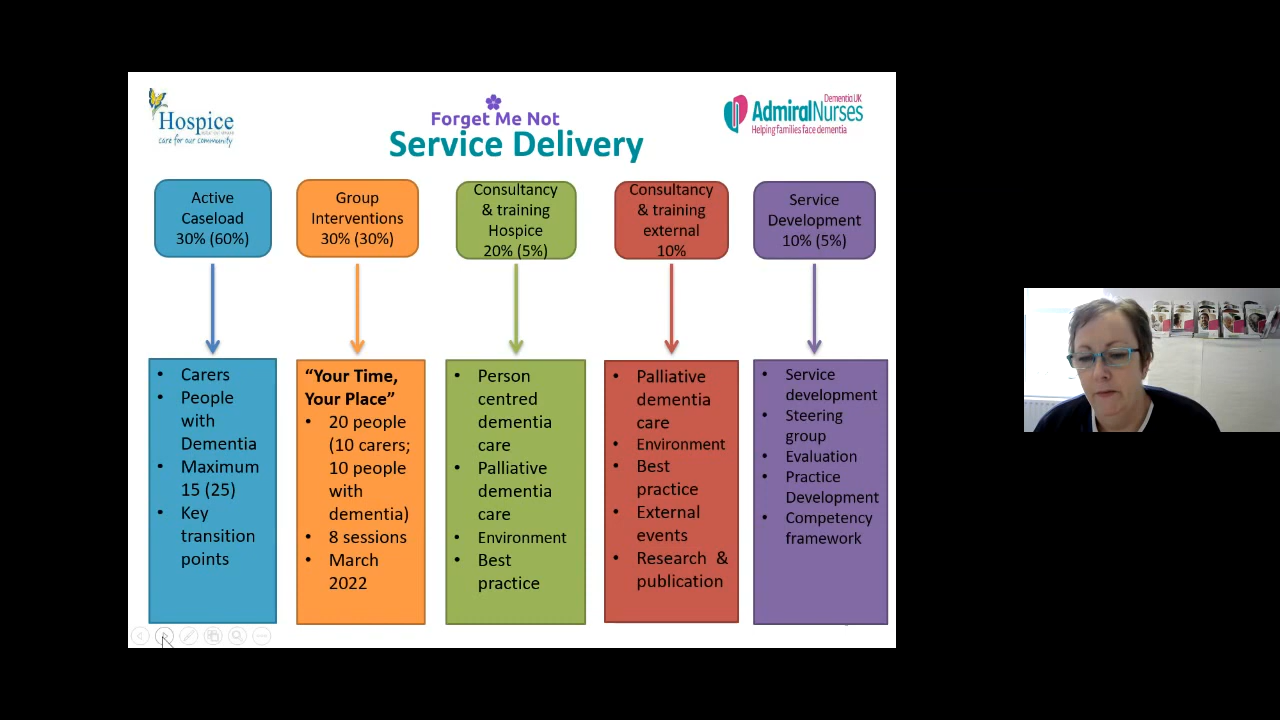 Hospice
care for our community
Forget Me Not
Service Delivery
Dementia UK
AdmiralNurses
Helping families face dementia
Active
Caseload
30% (60%)
Group
Interventions
30% (30%)
Consultancy
& training
Hospice
20% (5%)
Consultancy
& training
external
10%
Service
Development
10% (5%)
• Carers
• People
with
Dementia
• Maximum
15 (25)
• Key
transition
points
“Your Time,
Your Place”
• 20 people
(10 carers;
10 people
with
dementia)
• 8 sessions
• March
2022
• Person
centred
dementia
care
• Palliative
dementia
care
• Environment
• Best
practice
• Palliative
dementia
care
• Environment
• Best
practice
• External
events
• Research &
publication
• Service
development
• Steering
group
• Evaluation
• Practice
Development
• Competency
framework